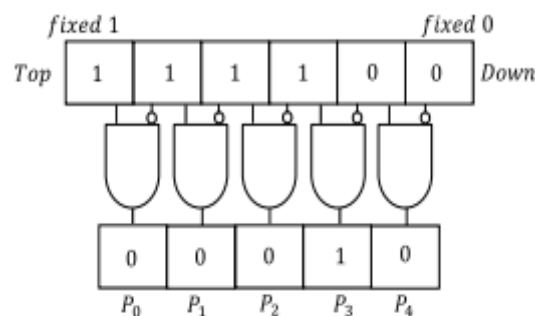 fixed 1 fixed 0
Top 1 1 1 1 0 0 Down
0 0 0 1 0
P0 P1 P2 P3 P4